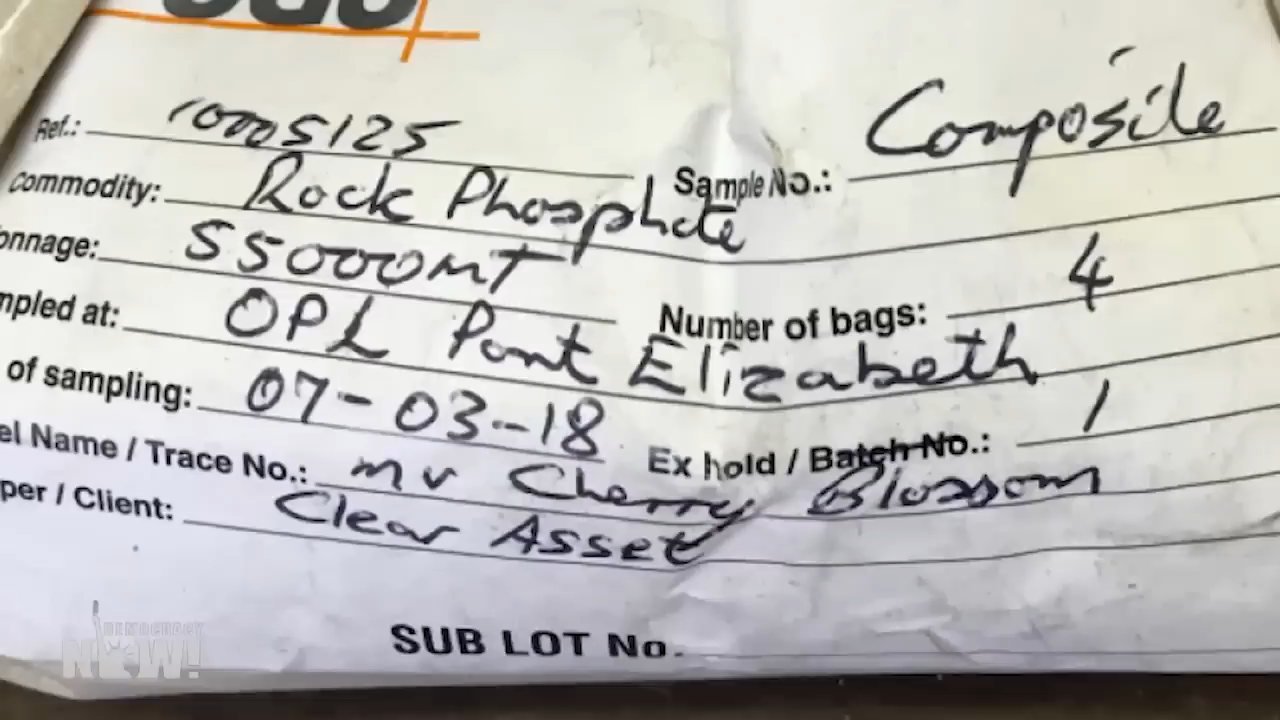 Ref.: 10005125
Sample No.: Composite
commodity: Rock Phosphate
onnage: 55000MT
Number of bags: 4
mpled at: OPL Port Elizabeth
of sampling: 07-03-18
Ex hold / Batch No.: 1
el Name / Trace No.: mv Cherry Blossom
per / Client: Clear Asset
SUB LOT No.
DEMOCRACY
NOW!